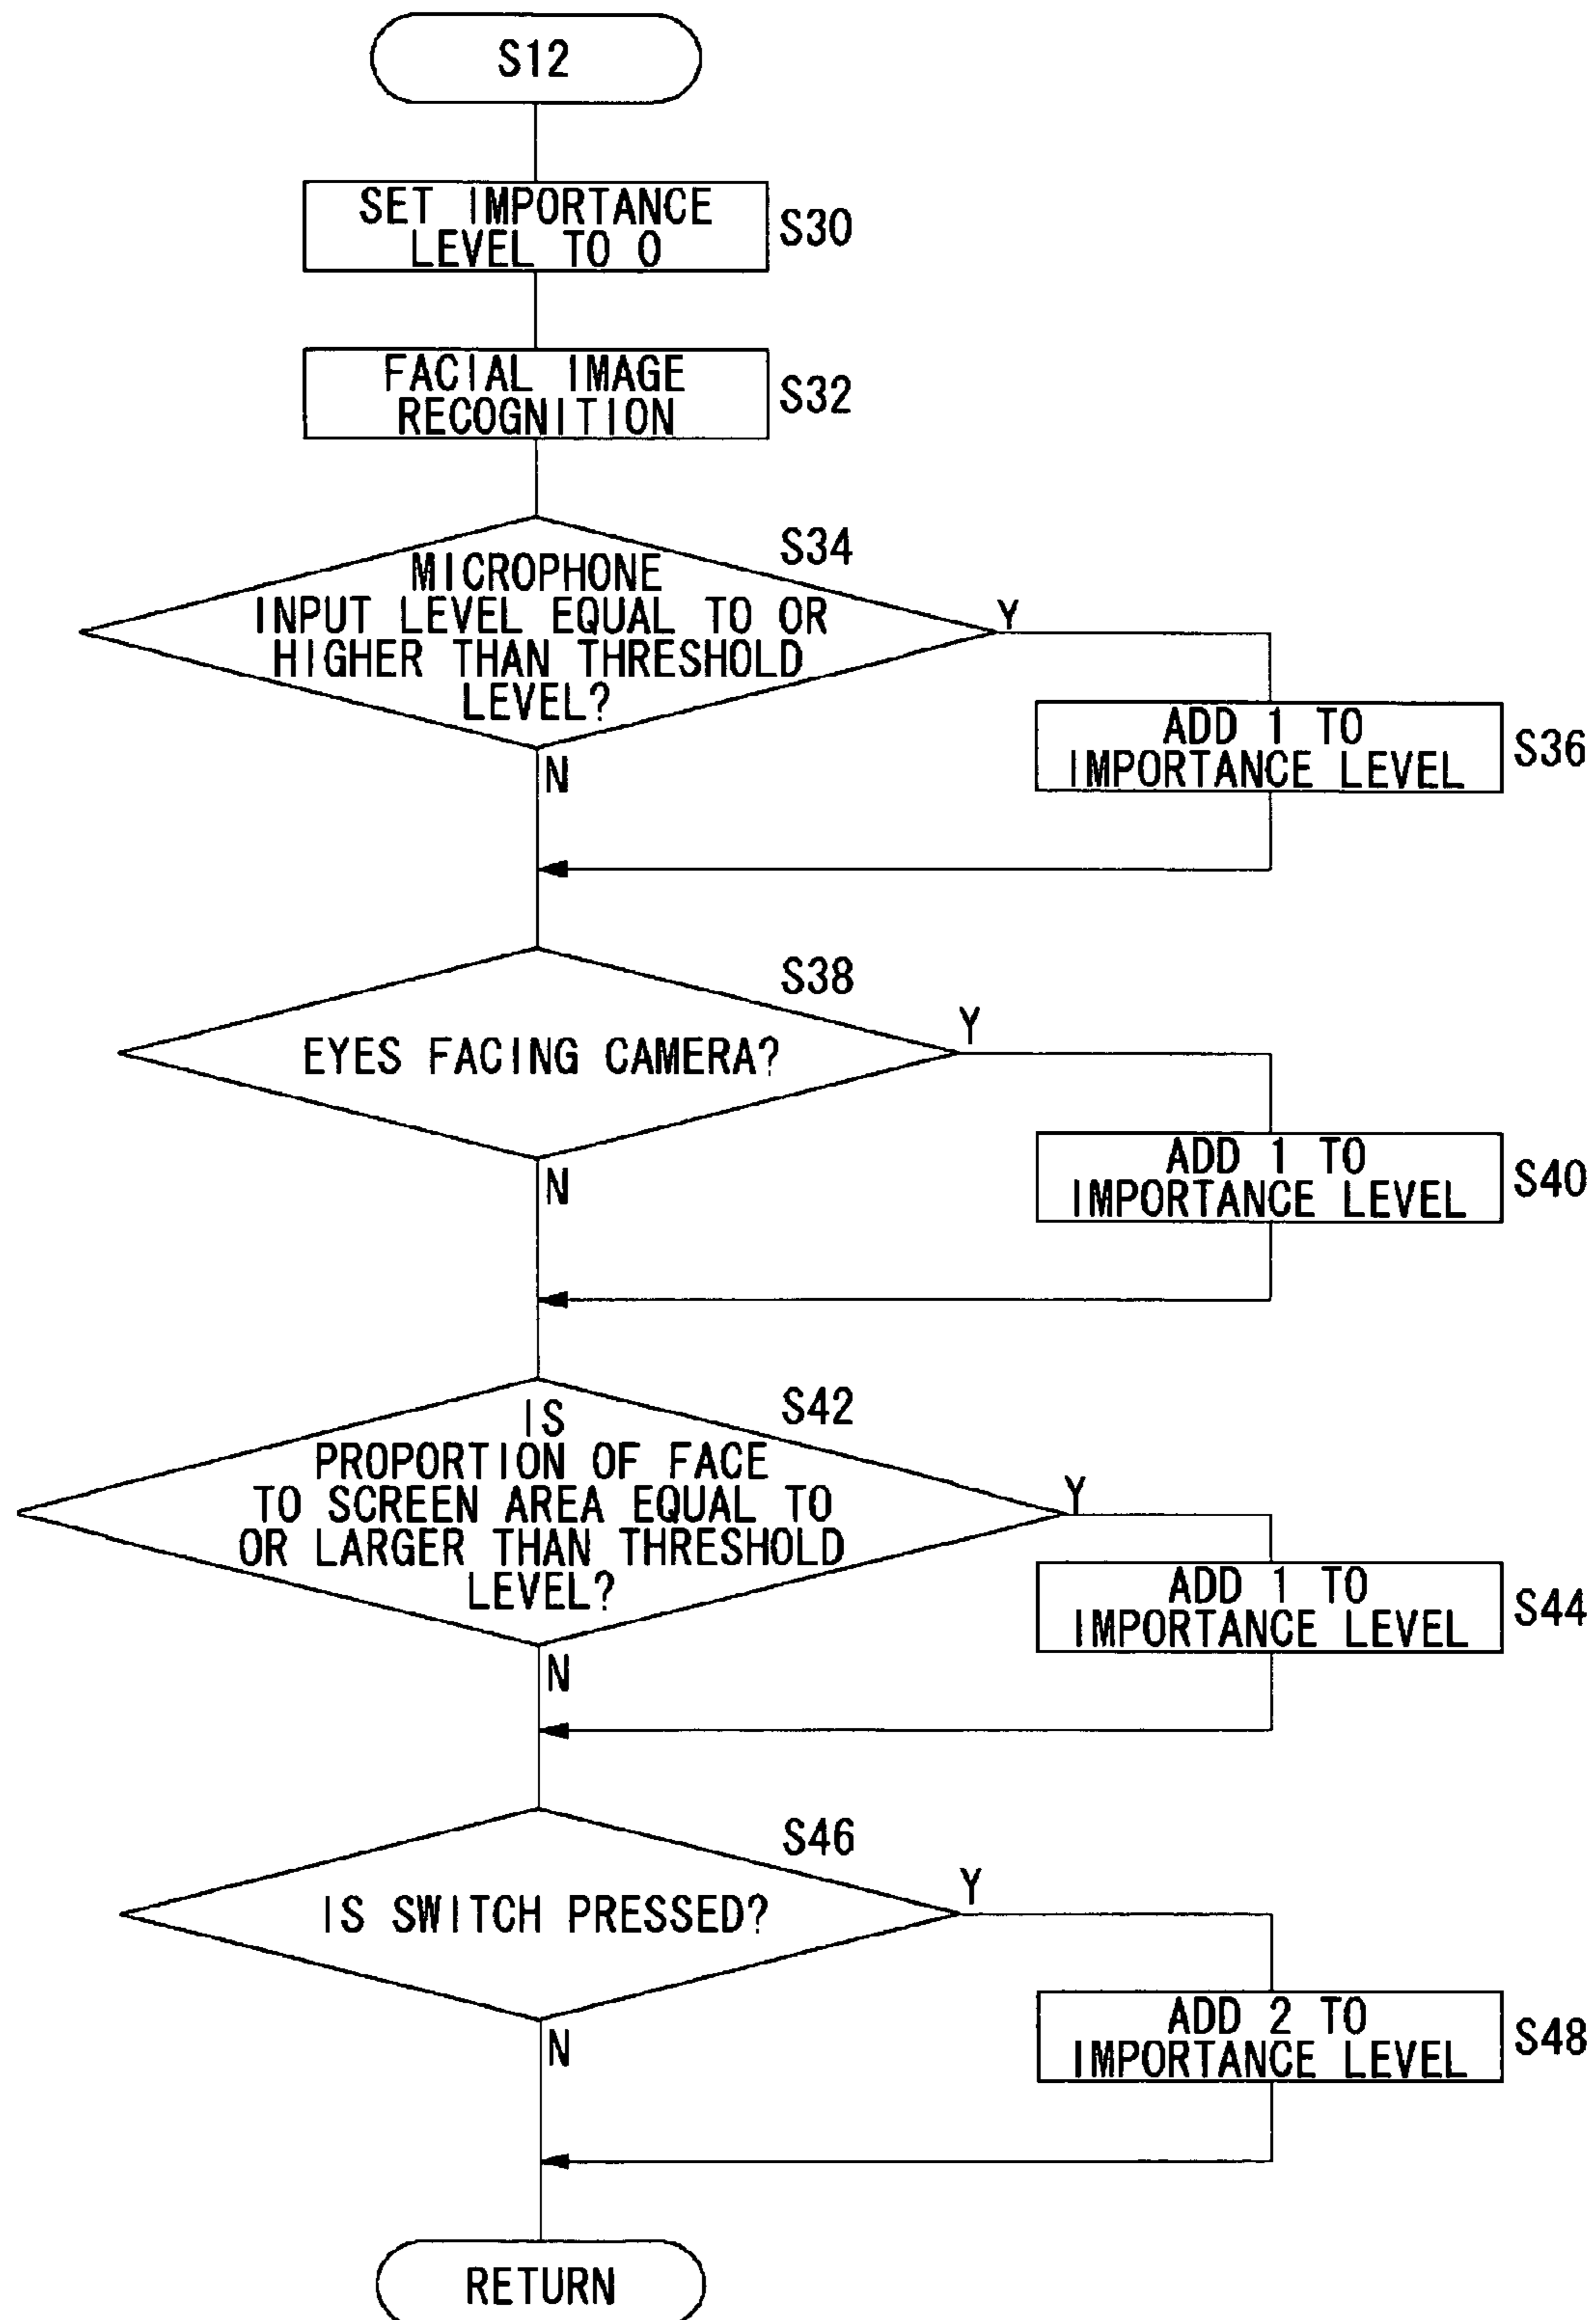 S12
SET IMPORTANCE
LEVEL TO 0
S30
FACIAL IMAGE
RECOGNITION
S32
S34
MICROPHONE
INPUT LEVEL EQUAL TO OR
HIGHER THAN THRESHOLD
LEVEL?
Y
N
ADD 1 TO
IMPORTANCE LEVEL
S36
S38
EYES FACING CAMERA?
Y
N
ADD 1 TO
IMPORTANCE LEVEL
S40
S42
IS
PROPORTION OF FACE
TO SCREEN AREA EQUAL TO
OR LARGER THAN THRESHOLD
LEVEL?
Y
N
ADD 1 TO
IMPORTANCE LEVEL
S44
S46
IS SWITCH PRESSED?
Y
N
ADD 2 TO
IMPORTANCE LEVEL
S48
RETURN